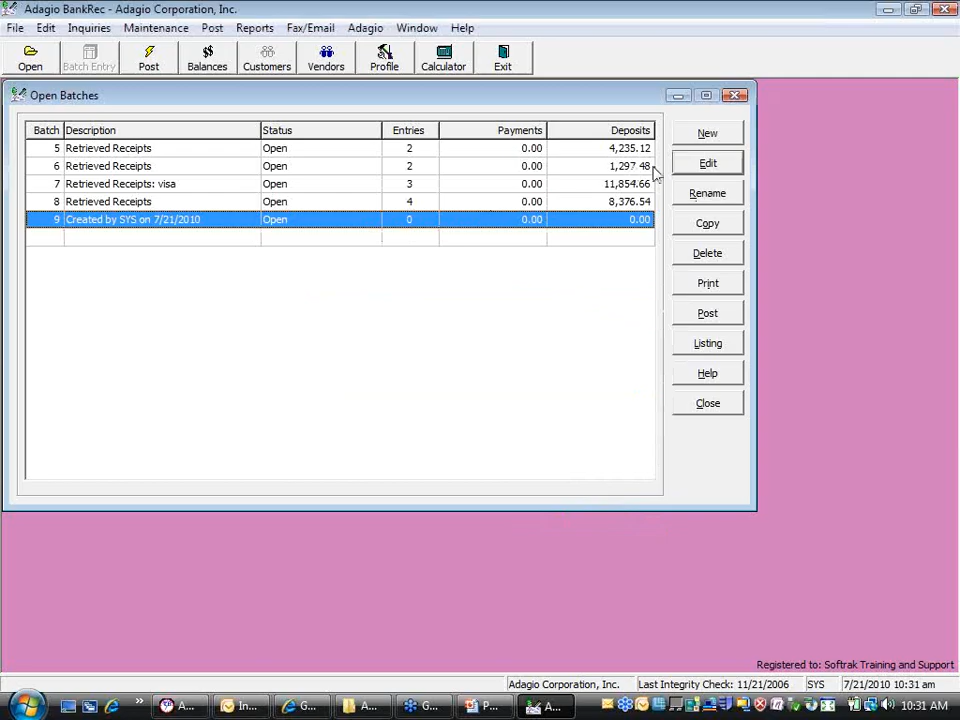 Adagio BankRec - Adagio Corporation, Inc.
File Edit Inquiries Maintenance Post Reports Fax/Email Adagio Window Help
Open Batch Entry Post Balances Customers Vendors Profile Calculator Exit
Open Batches
Batch Description Status Entries Payments Deposits
5 Retrieved Receipts Open 2 0.00 4,235.12
6 Retrieved Receipts Open 2 0.00 1,297.48
7 Retrieved Receipts: visa Open 3 0.00 11,854.66
8 Retrieved Receipts Open 4 0.00 8,376.54
9 Created by SYS on 7/21/2010 Open 0 0.00 0.00
New
Edit
Rename
Copy
Delete
Print
Post
Listing
Help
Close
Registered to: Softrak Training and Support
Adagio Corporation, Inc. Last Integrity Check: 11/21/2006 SYS 7/21/2010 10:31 am
A... In... G... A... G... P... A... 10:31 AM